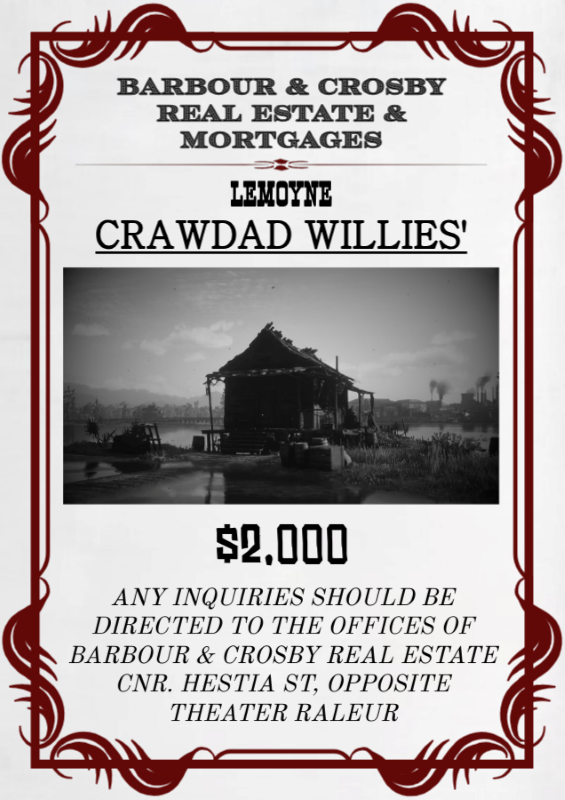 BARBOUR & CROSBY
REAL ESTATE &
MORTGAGES
LEMOYNE
CRAWDAD WILLIES'
$2,000
ANY INQUIRIES SHOULD BE
DIRECTED TO THE OFFICES OF
BARBOUR & CROSBY REAL ESTATE
CNR. HESTIA ST, OPPOSITE
THEATER RALEUR